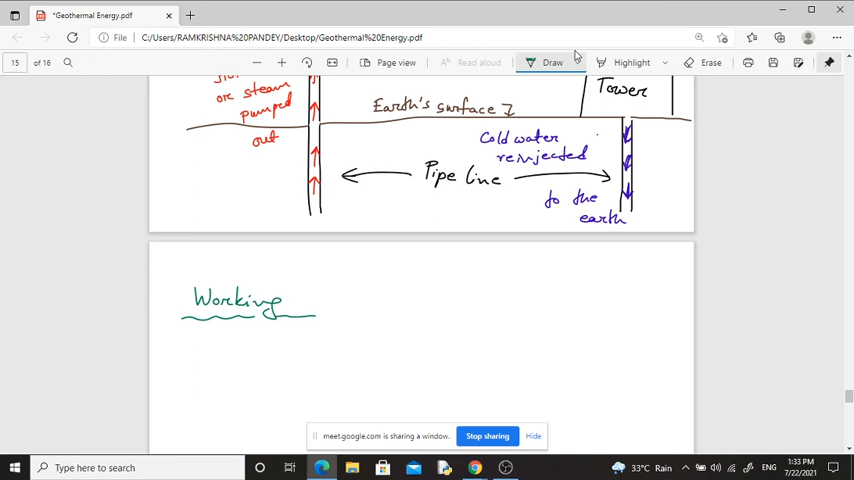 *Geothermal Energy.pdf
File
C:/Users/RAMKRISHNA%20PANDEY/Desktop/Geothermal%20Energy.pdf
15 of 16
Page view
Read aloud
Draw
Highlight
Erase
or steam
pumped
out
Earth's surface
Tower
Cold water
reinjected
Pipe line
to the
earth
Working
meet.google.com is sharing a window.
Stop sharing
Hide
Type here to search
33°C Rain
ENG
1:33 PM
7/22/2021